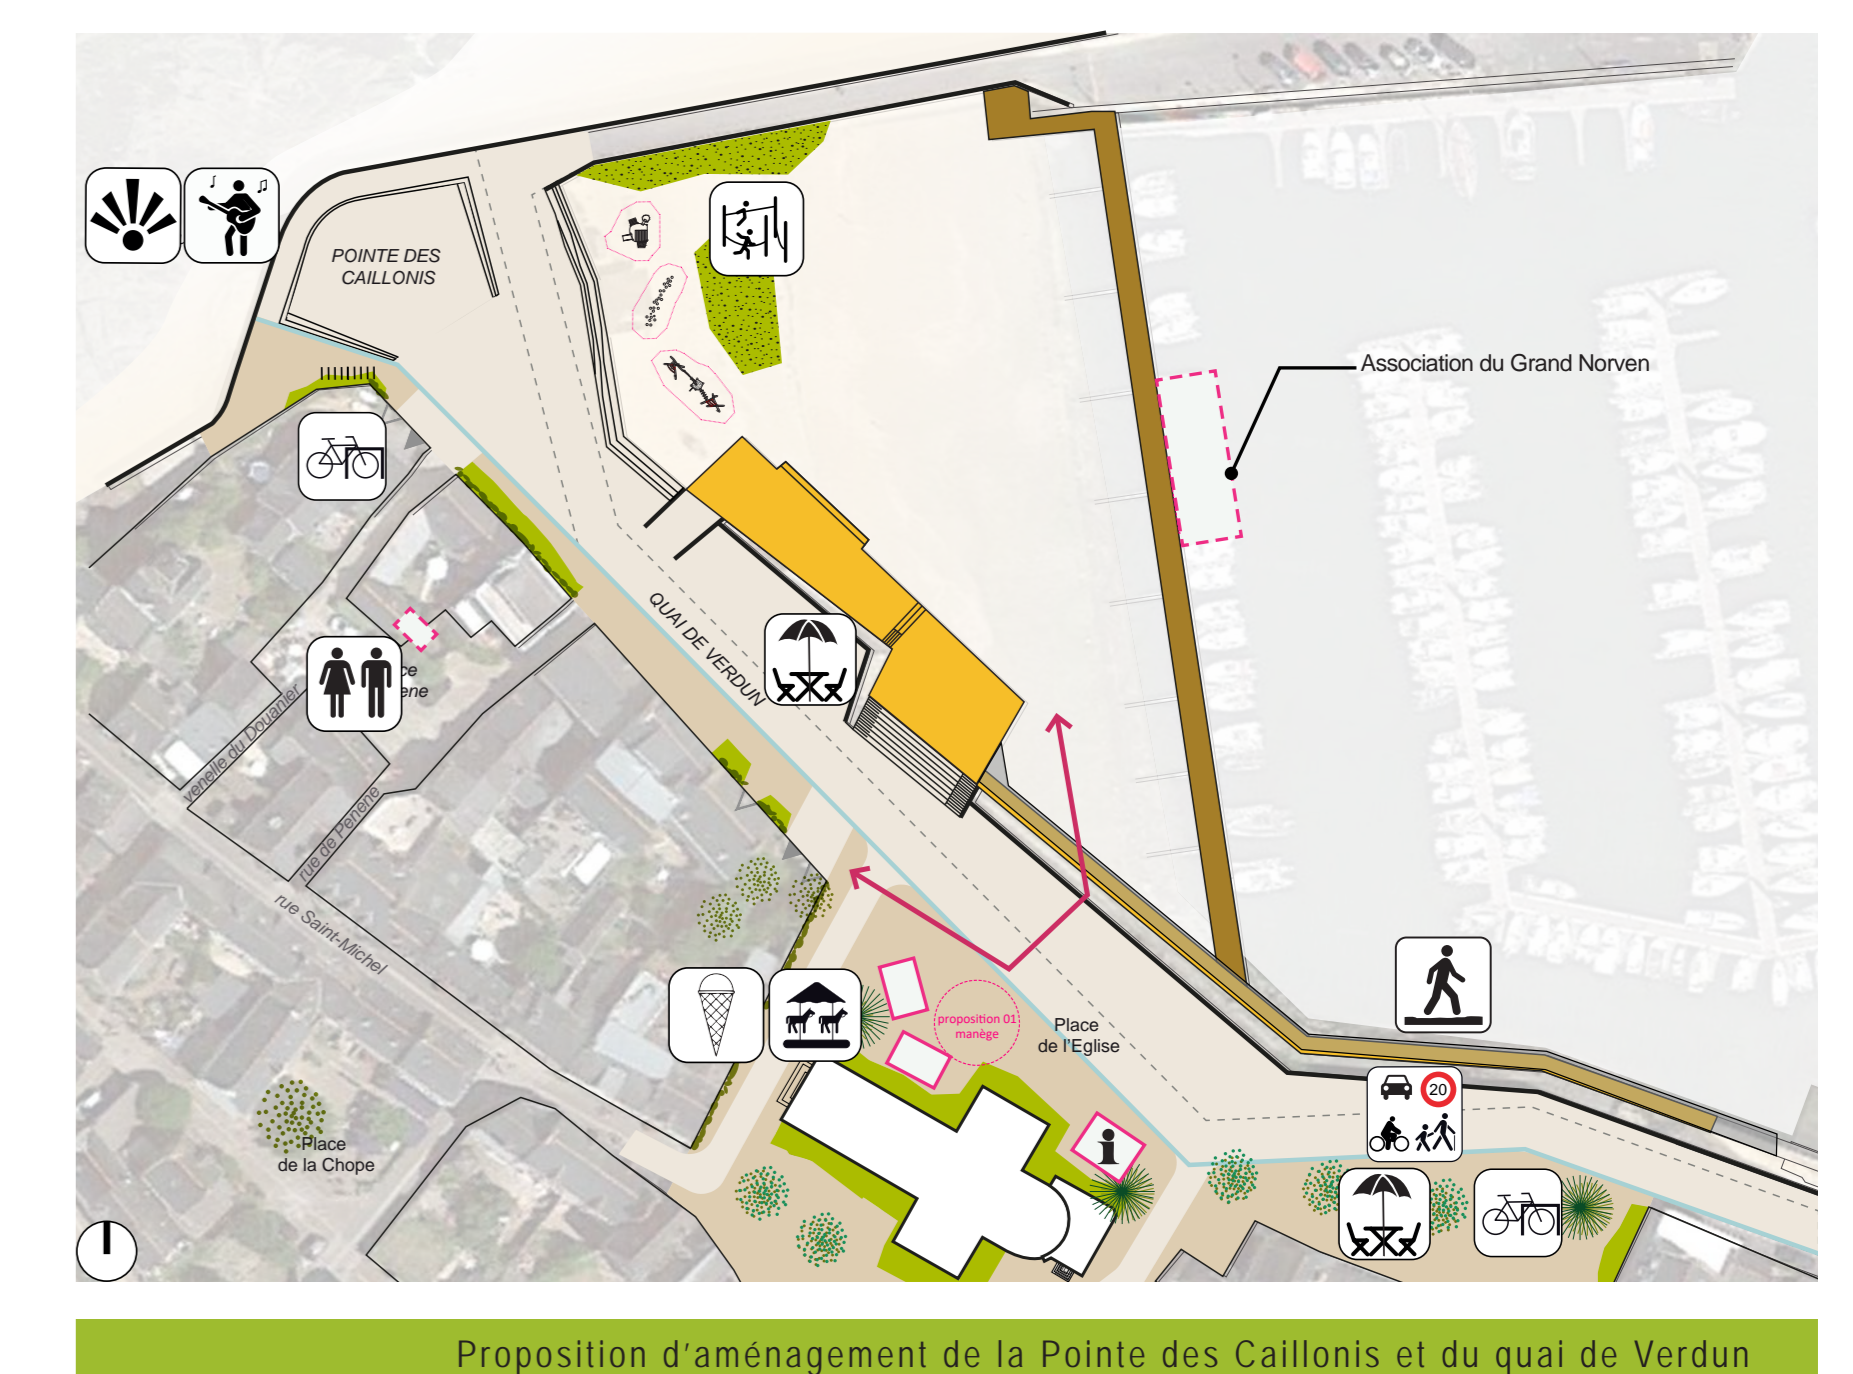 POINTE DES
CAILLONIS
Association du Grand Norven
QUAI DE VERDUN
venelle du Douanier
rue de Penene
rue Saint-Michel
proposition 01
manège
Place
de l'Eglise
20
Place
de la Chope
Proposition d'aménagement de la Pointe des Caillonis et du quai de Verdun